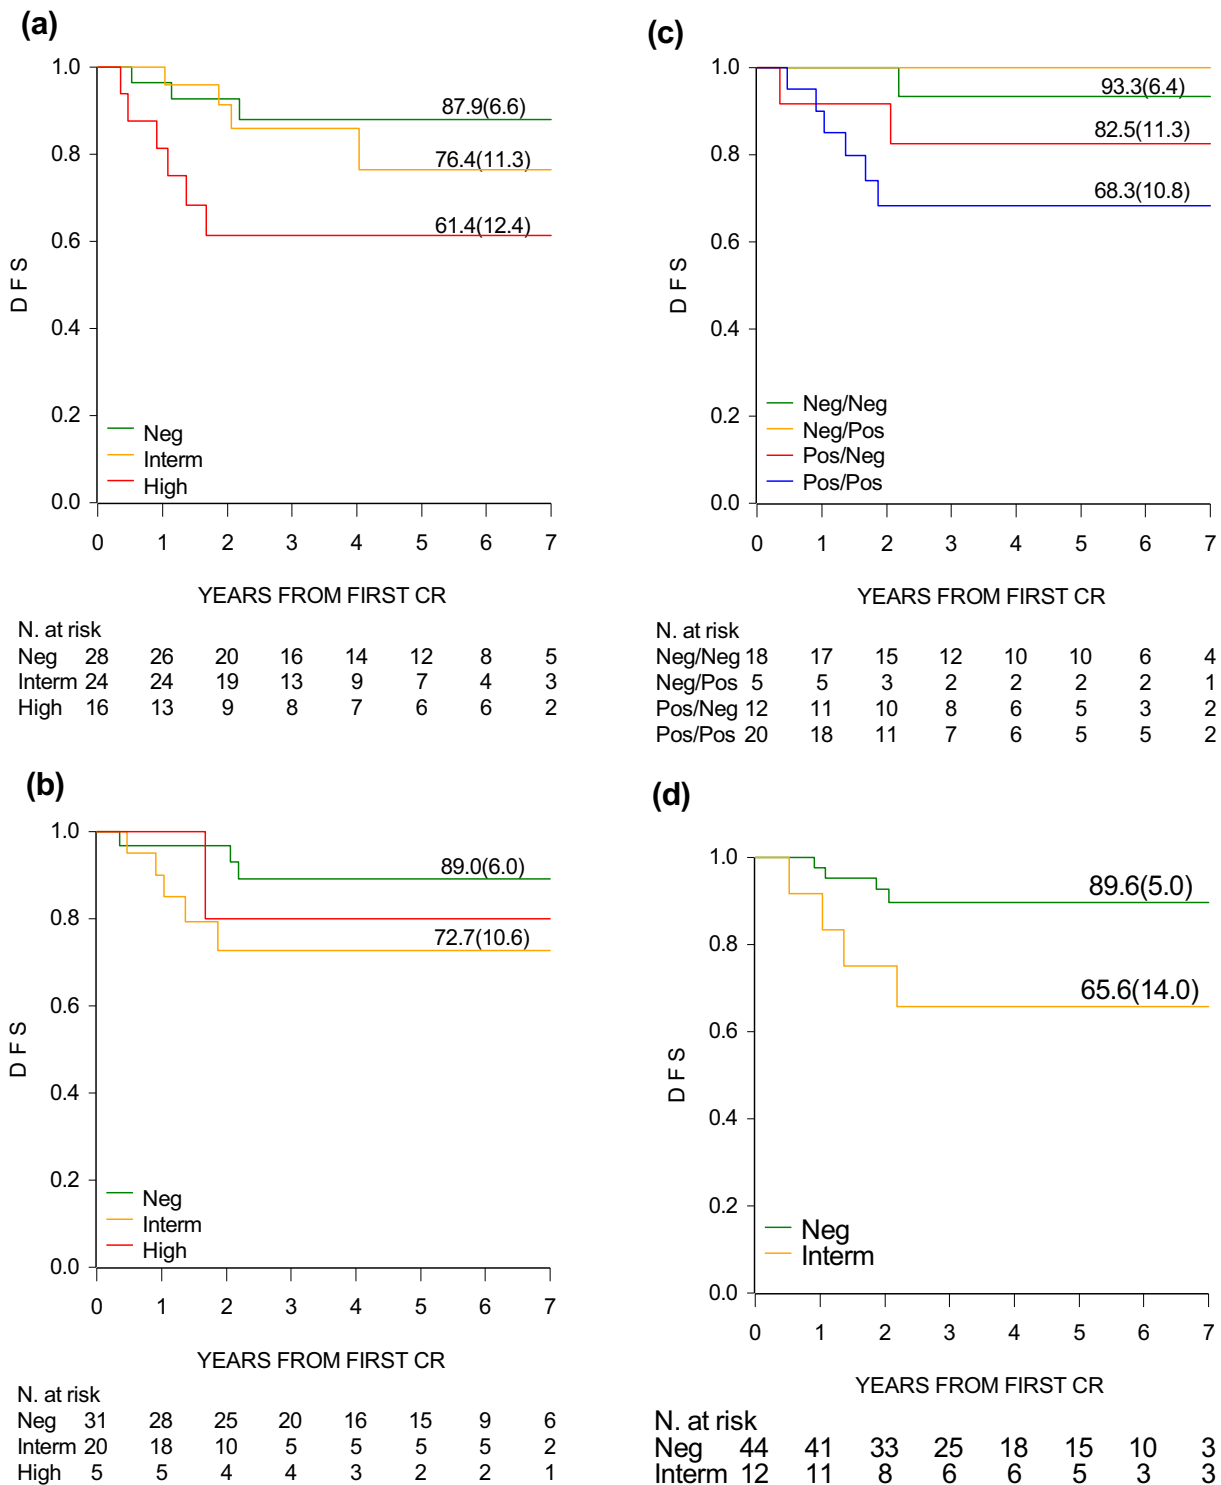 (a)
1.0
0.8
0.6
0.4
0.2
0.0
D F S
87.9(6.6)
76.4(11.3)
61.4(12.4)
Neg
Interm
High
0 1 2 3 4 5 6 7
YEARS FROM FIRST CR
N. at risk
Neg 28 26 20 16 14 12 8 5
Interm 24 24 19 13 9 7 4 3
High 16 13 9 8 7 6 6 2
(b)
1.0
0.8
0.6
0.4
0.2
0.0
D F S
89.0(6.0)
72.7(10.6)
Neg
Interm
High
0 1 2 3 4 5 6 7
YEARS FROM FIRST CR
N. at risk
Neg 31 28 25 20 16 15 9 6
Interm 20 18 10 5 5 5 5 2
High 5 5 4 4 3 2 2 1
(c)
1.0
0.8
0.6
0.4
0.2
0.0
D F S
93.3(6.4)
82.5(11.3)
68.3(10.8)
Neg/Neg
Neg/Pos
Pos/Neg
Pos/Pos
0 1 2 3 4 5 6 7
YEARS FROM FIRST CR
N. at risk
Neg/Neg 18 17 15 12 10 10 6 4
Neg/Pos 5 5 3 2 2 2 2 1
Pos/Neg 12 11 10 8 6 5 3 2
Pos/Pos 20 18 11 7 6 5 5 2
(d)
1.0
0.8
0.6
0.4
0.2
0.0
D F S
89.6(5.0)
65.6(14.0)
Neg
Interm
0 1 2 3 4 5 6 7
YEARS FROM FIRST CR
N. at risk
Neg 44 41 33 25 18 15 10 3
Interm 12 11 8 6 6 5 3 3